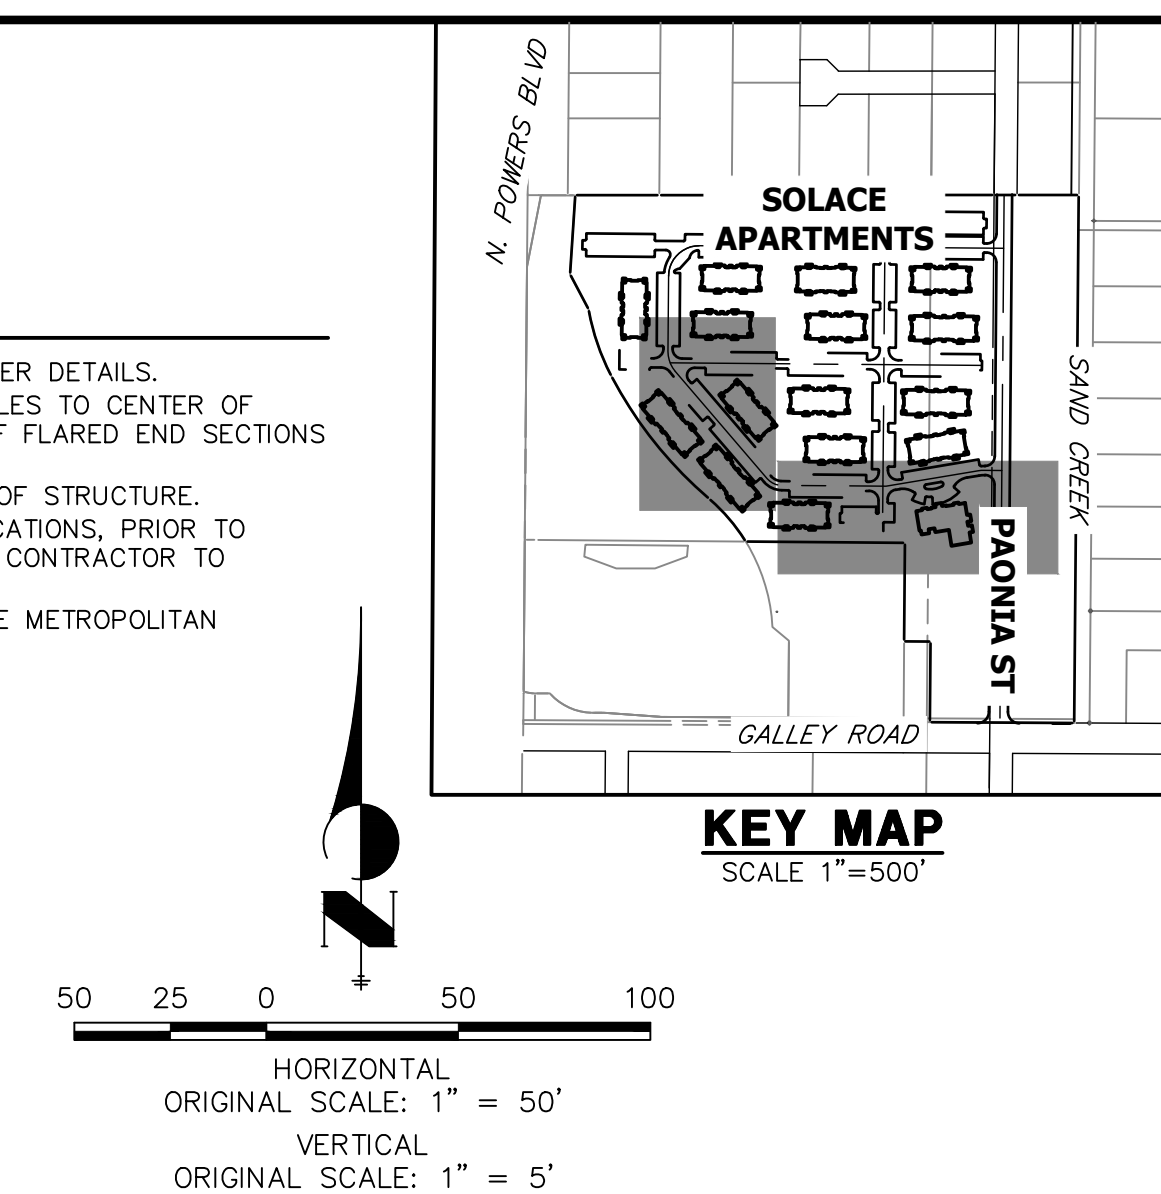 ER DETAILS.
LES TO CENTER OF
F FLARED END SECTIONS
OF STRUCTURE.
CATIONS, PRIOR TO
CONTRACTOR TO
E METROPOLITAN
N. POWERS BLVD
SOLACE
APARTMENTS
SAND CREEK
PAONIA ST
GALLEY ROAD
KEY MAP
SCALE 1"=500'
N
50 25 0 50 100
HORIZONTAL
ORIGINAL SCALE: 1" = 50'
VERTICAL
ORIGINAL SCALE: 1" = 5'